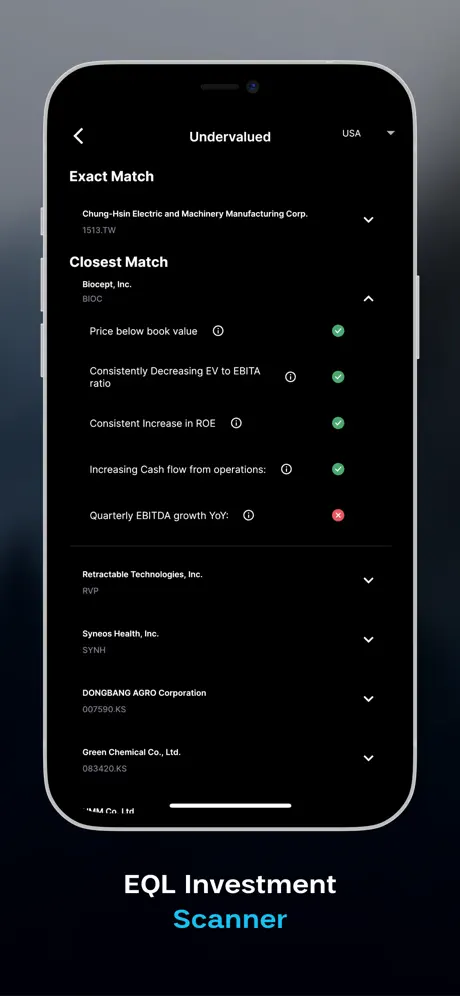 Undervalued
USA
Exact Match
Chung-Hsin Electric and Machinery Manufacturing Corp.
1513.TW
Closest Match
Biocept, Inc.
BIOC
Price below book value
Consistently Decreasing EV to EBITA
ratio
Consistent Increase in ROE
Increasing Cash flow from operations:
Quarterly EBITDA growth YoY:
Retractable Technologies, Inc.
RVP
Syneos Health, Inc.
SYNH
DONGBANG AGRO Corporation
007590.KS
Green Chemical Co., Ltd.
083420.KS
Co. Ltd
EQL Investment
Scanner